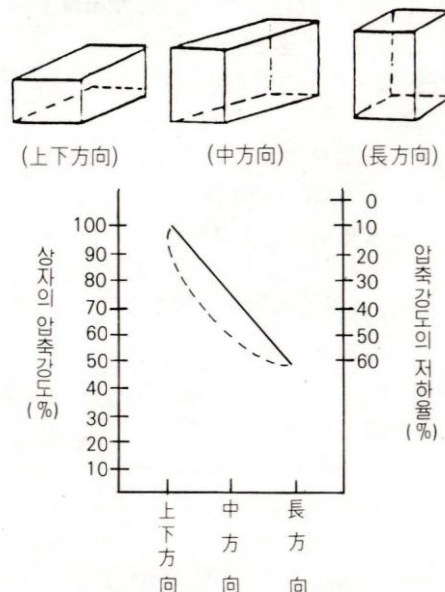 (上下方向)
(中方向)
(長方向)
100
90
80
70
60
50
40
30
20
10
상자의 압축강도 (%)
0
10
20
30
40
50
60
압축강도의 저하율 (%)
上下方向
中方向
長方向